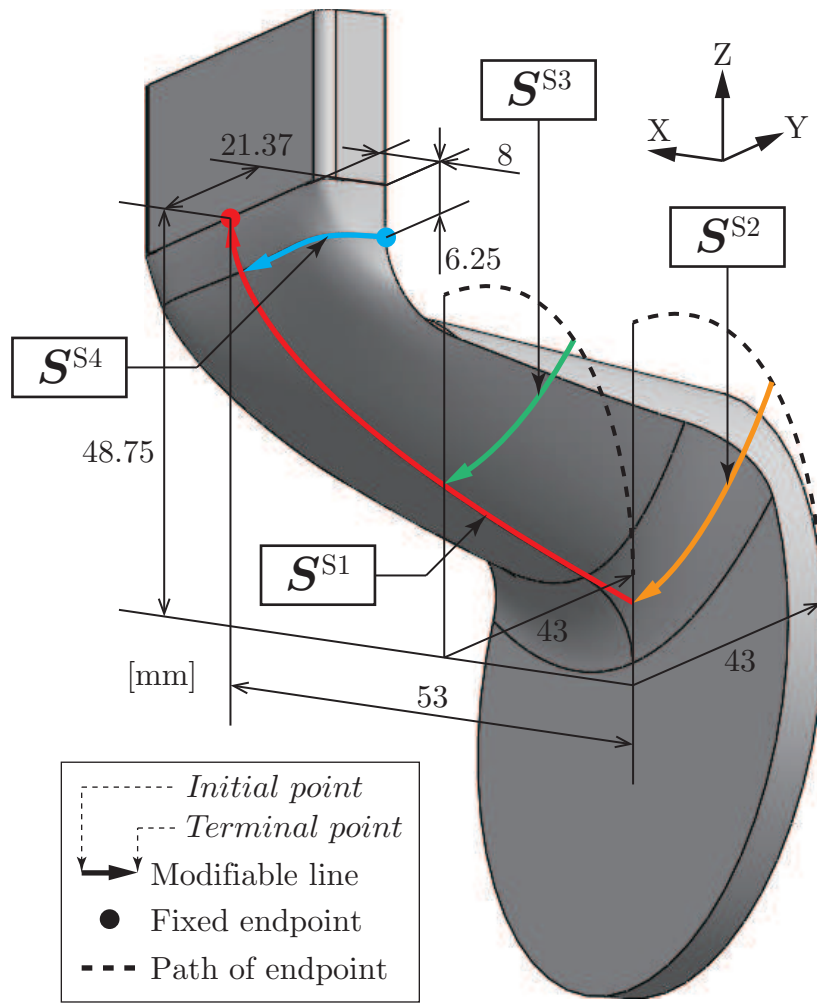 S^S3
Z
X
Y
21.37
8
S^S2
6.25
S^S4
48.75
S^S1
43
43
[mm]
53
Initial point
Terminal point
Modifiable line
Fixed endpoint
Path of endpoint